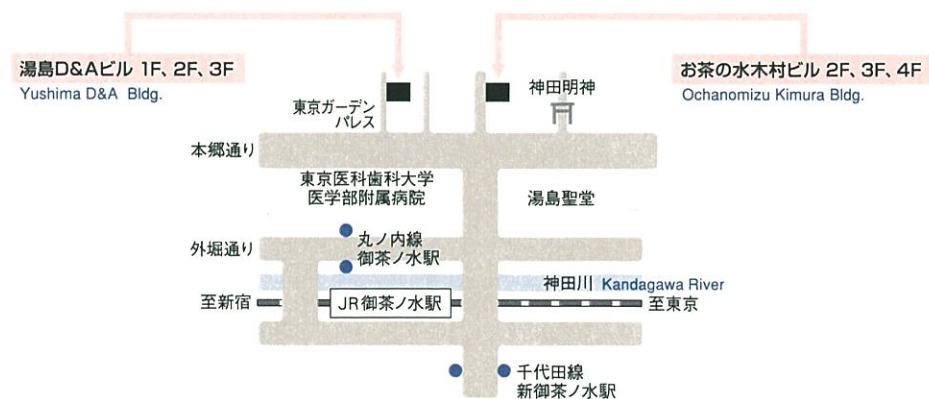 湯島D&Aビル 1F、2F、3F
Yushima D&A Bldg.
お茶の水木村ビル 2F、3F、4F
Ochanomizu Kimura Bldg.
東京ガーデン
パレス
神田明神
本郷通り
東京医科歯科大学
医学部附属病院
湯島聖堂
外堀通り
丸ノ内線
御茶ノ水駅
神田川 Kandagawa River
至新宿
JR御茶ノ水駅
至東京
千代田線
新御茶ノ水駅